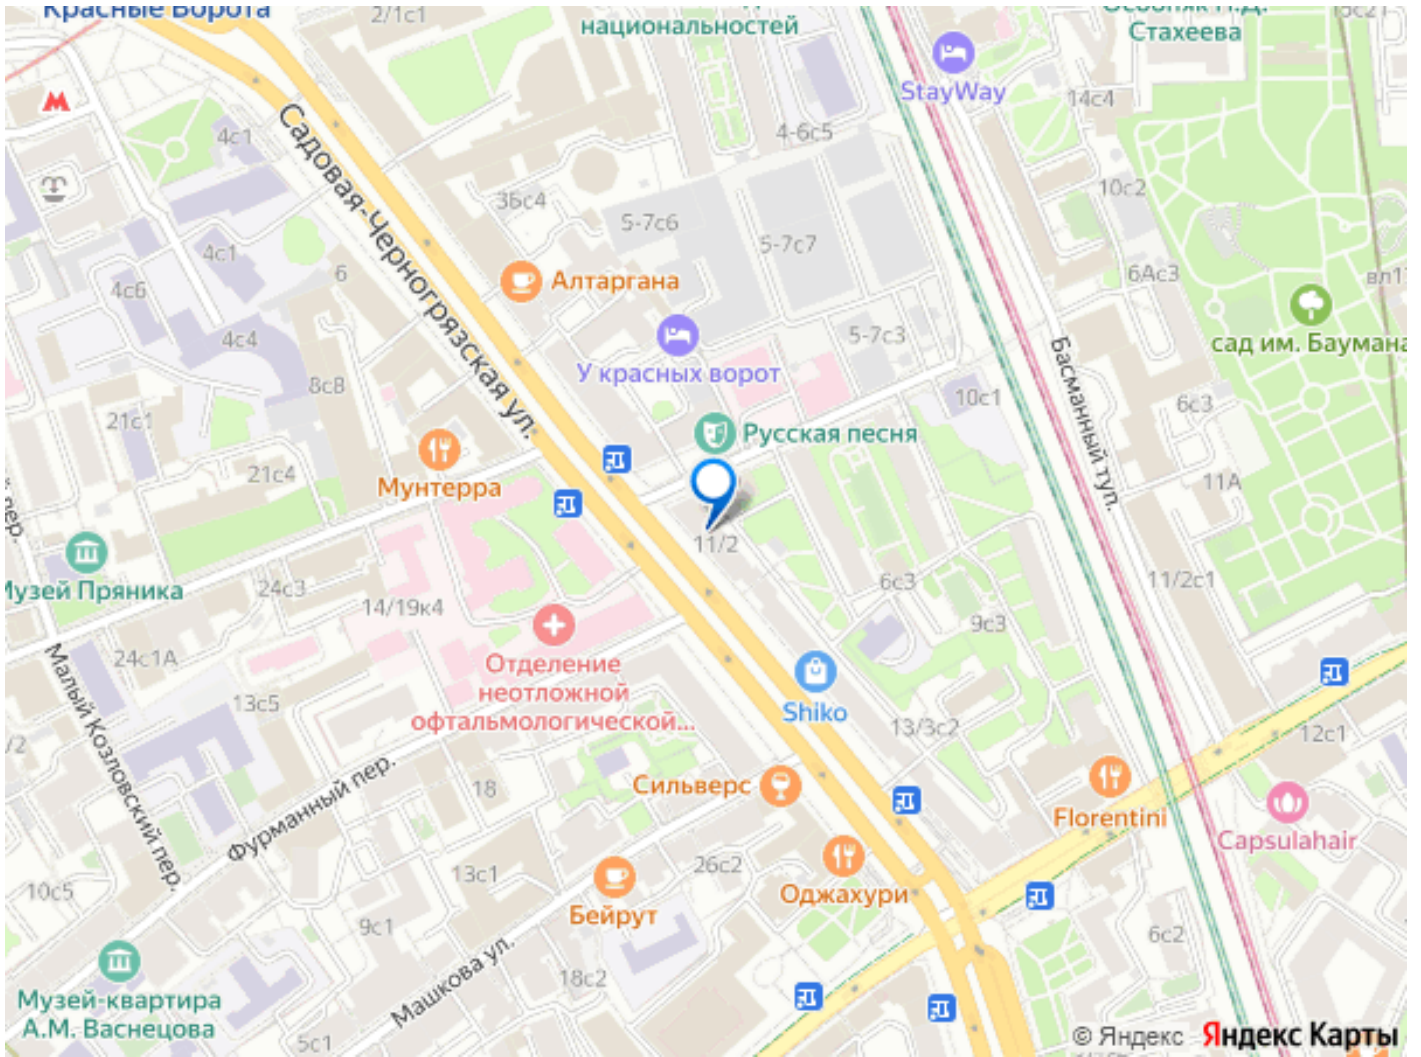 Красные Ворота
2/1с1
национальностей
Стахеева
StayWay
14с4
4с1
4-6с5
Садовая-Черногрязская ул.
3Бс4
5-7с6
5-7с7
10с2
4с1
6
4с6
Алтаргана
6Ас3
4с4
У красных ворот
5-7с3
сад им. Баумана
8с8
10с1
Басманный туп.
6с3
21с1
Русская песня
21с4
Мунтерра
11А
11/2
Музей Пряника
24с3
14/19к4
6с3
11/2с1
9с3
24с1А
Отделение
неотложной
офтальмологической...
Малый Козловский пер.
13с5
Shiko
13/3с2
12с1
Фурманный пер.
18
Сильверс
Florentini
Capsulahair
10с5
13с1
26с2
Оджахури
Бейрут
9с1
6с2
Машкова ул.
18с2
Музей-квартира
А.М. Васнецова
5с1
© Яндекс Яндекс Карты